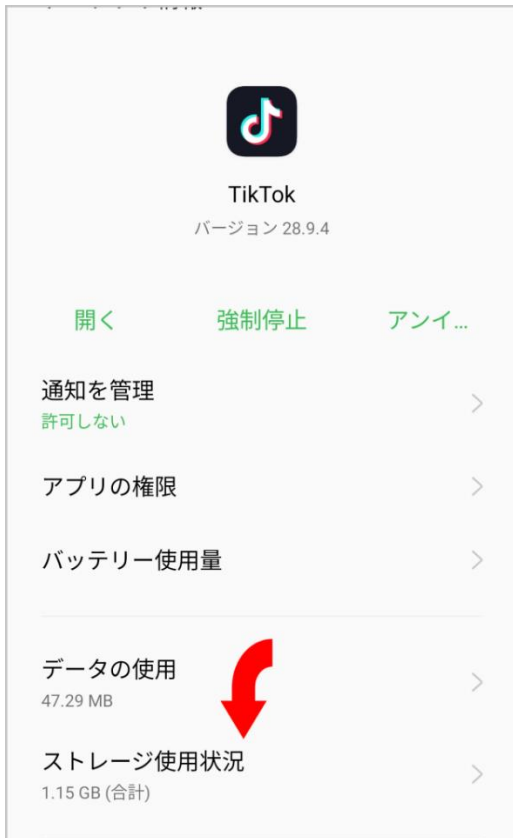 TikTok
バージョン 28.9.4
開く 強制停止 アンイ...
通知を管理
許可しない
アプリの権限
バッテリー使用量
データの使用
47.29 MB
ストレージ使用状況
1.15 GB (合計)